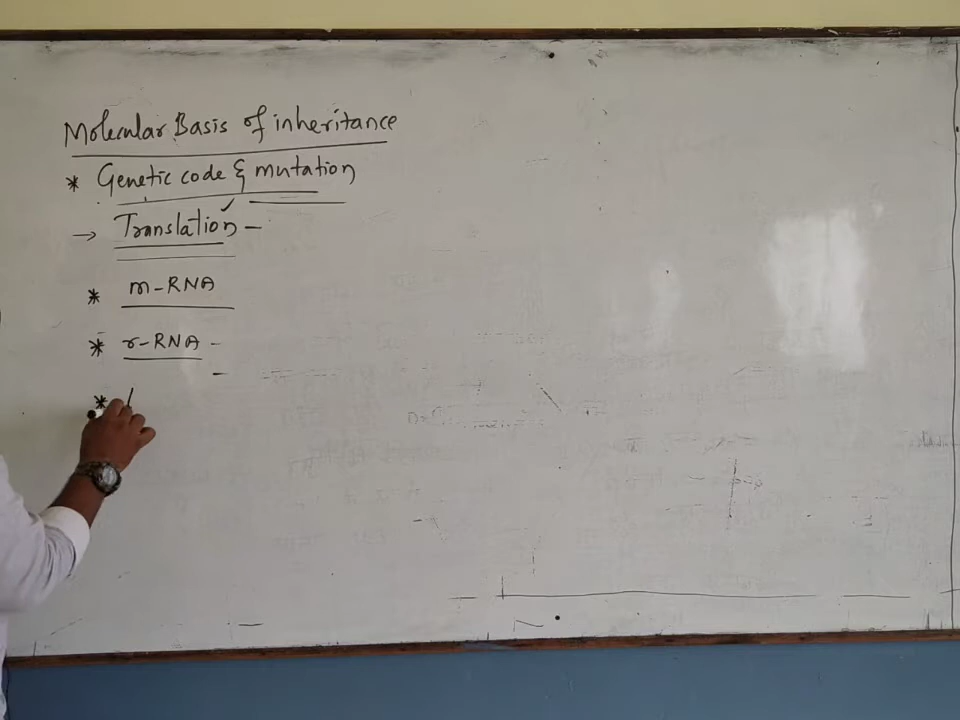 Molecular Basis of inheritance
* Genetic code & mutation
→ Translation ✓ -
* m-RNA
* r-RNA -
*